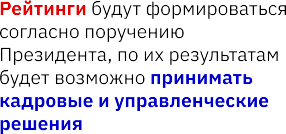 Рейтинги будут формироваться
согласно поручению
Президента, по их результатам
будет возможно принимать
кадровые и управленческие
решения